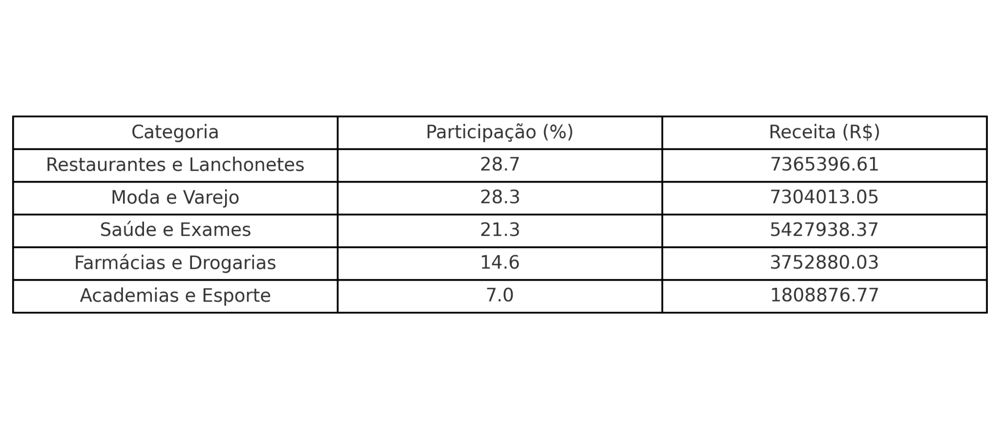 Categoria Participação (%) Receita (R$)
Restaurantes e Lanchonetes 28.7 7365396.61
Moda e Varejo 28.3 7304013.05
Saúde e Exames 21.3 5427938.37
Farmácias e Drogarias 14.6 3752880.03
Academias e Esporte 7.0 1808876.77